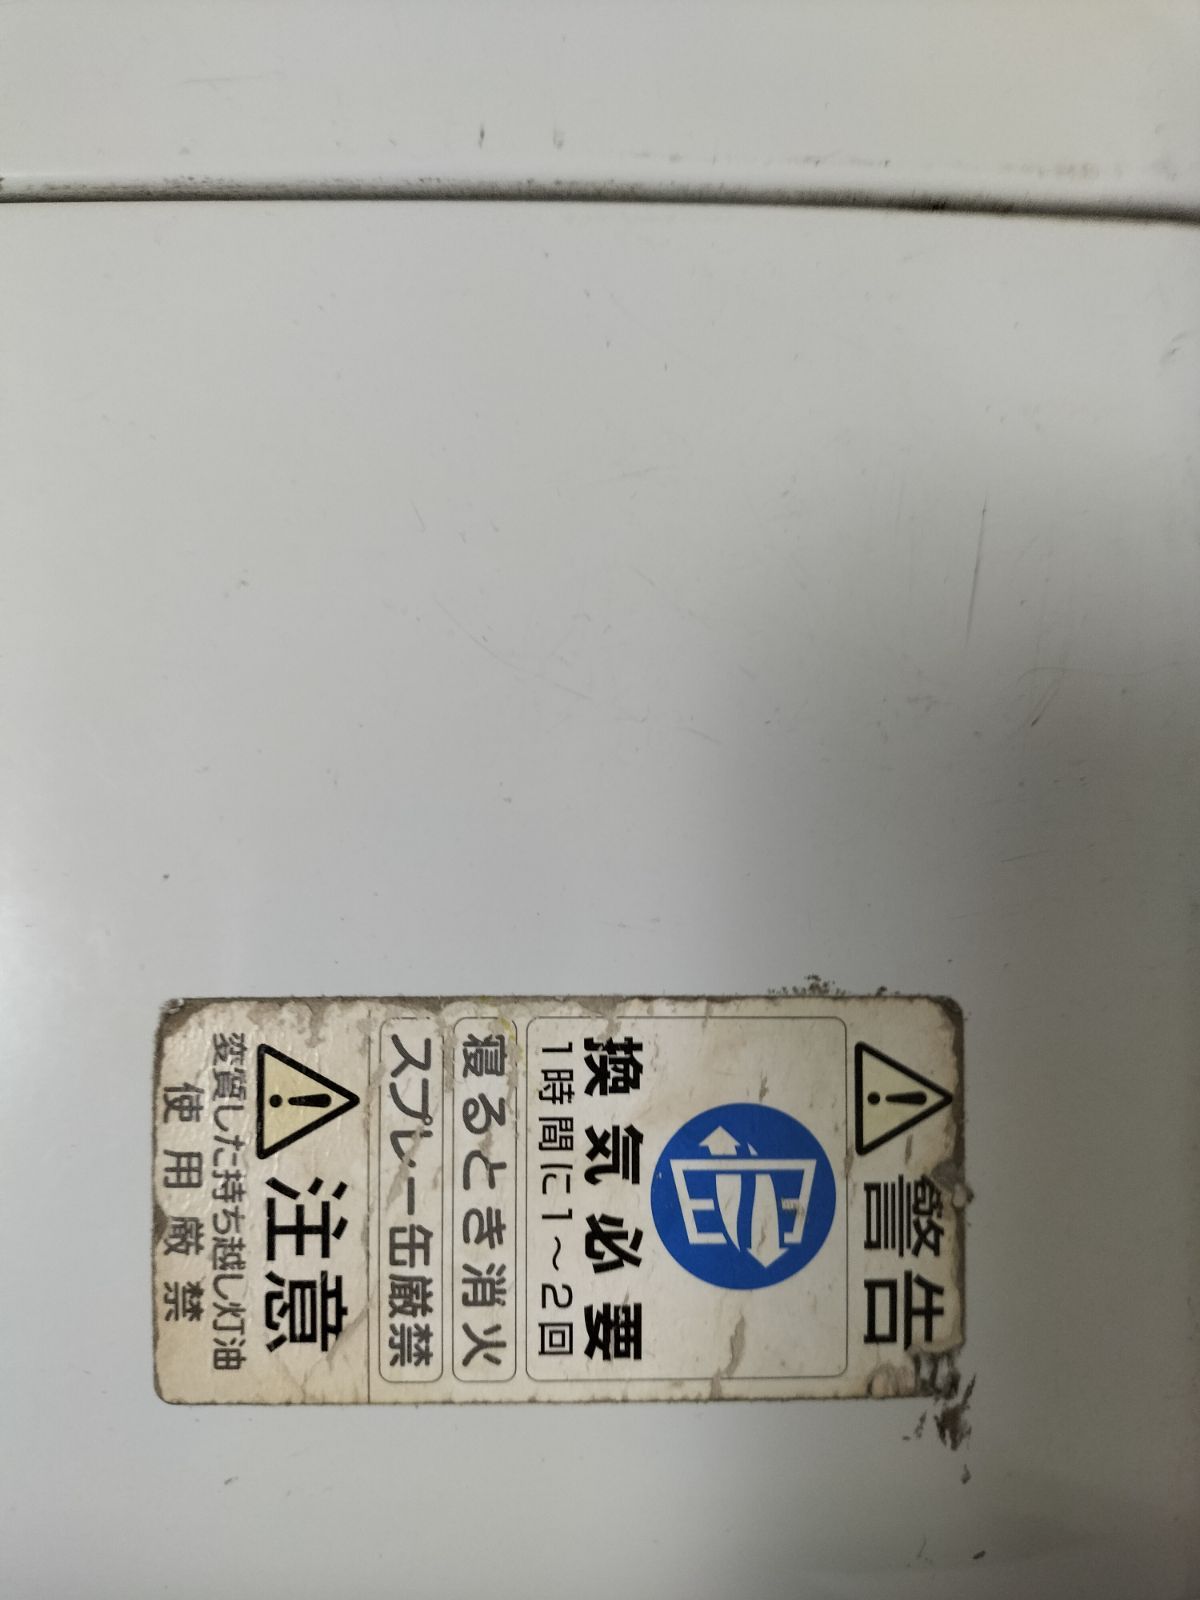 警告
換気必要
1時間に1～2回
寝るとき消火
スプレー缶厳禁
注意
変質した持ち越し灯油
使用厳禁